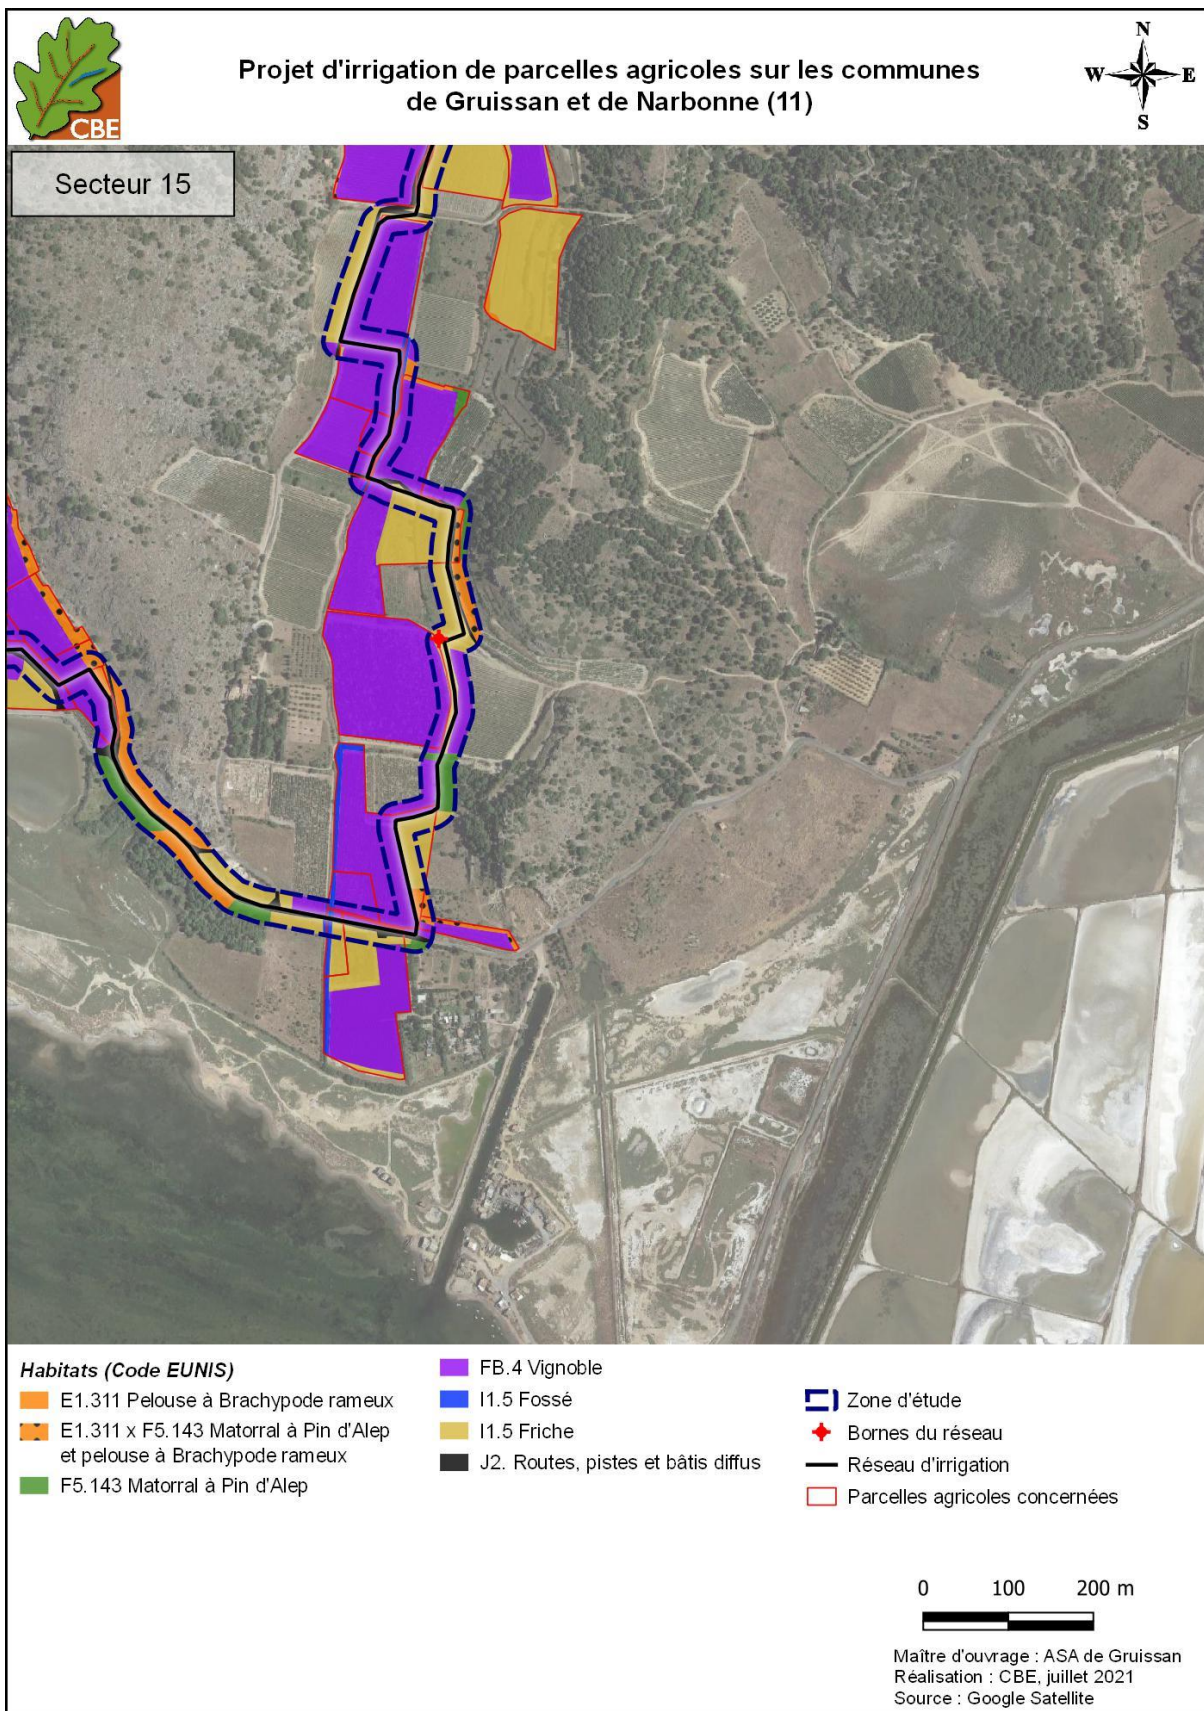 CBE
Projet d'irrigation de parcelles agricoles sur les communes
de Gruissan et de Narbonne (11)
N
W
E
S
Secteur 15
Habitats (Code EUNIS)
E1.311 Pelouse à Brachypode rameux
E1.311 x F5.143 Matorral à Pin d'Alep
et pelouse à Brachypode rameux
F5.143 Matorral à Pin d'Alep
FB.4 Vignoble
I1.5 Fossé
I1.5 Friche
J2. Routes, pistes et bâtis diffus
Zone d'étude
Bornes du réseau
Réseau d'irrigation
Parcelles agricoles concernées
0 100 200 m
Maître d'ouvrage : ASA de Gruissan
Réalisation : CBE, juillet 2021
Source : Google Satellite